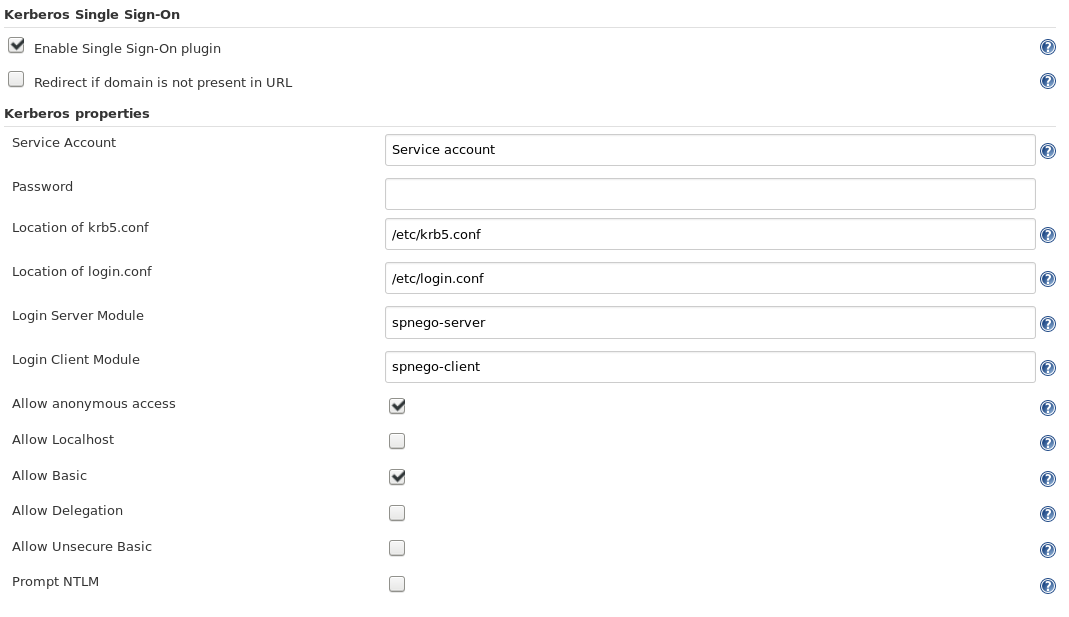 Kerberos Single Sign-On
Enable Single Sign-On plugin
Redirect if domain is not present in URL
Kerberos properties
Service Account Service account
Password
Location of krb5.conf /etc/krb5.conf
Location of login.conf /etc/login.conf
Login Server Module spnego-server
Login Client Module spnego-client
Allow anonymous access
Allow Localhost
Allow Basic
Allow Delegation
Allow Unsecure Basic
Prompt NTLM